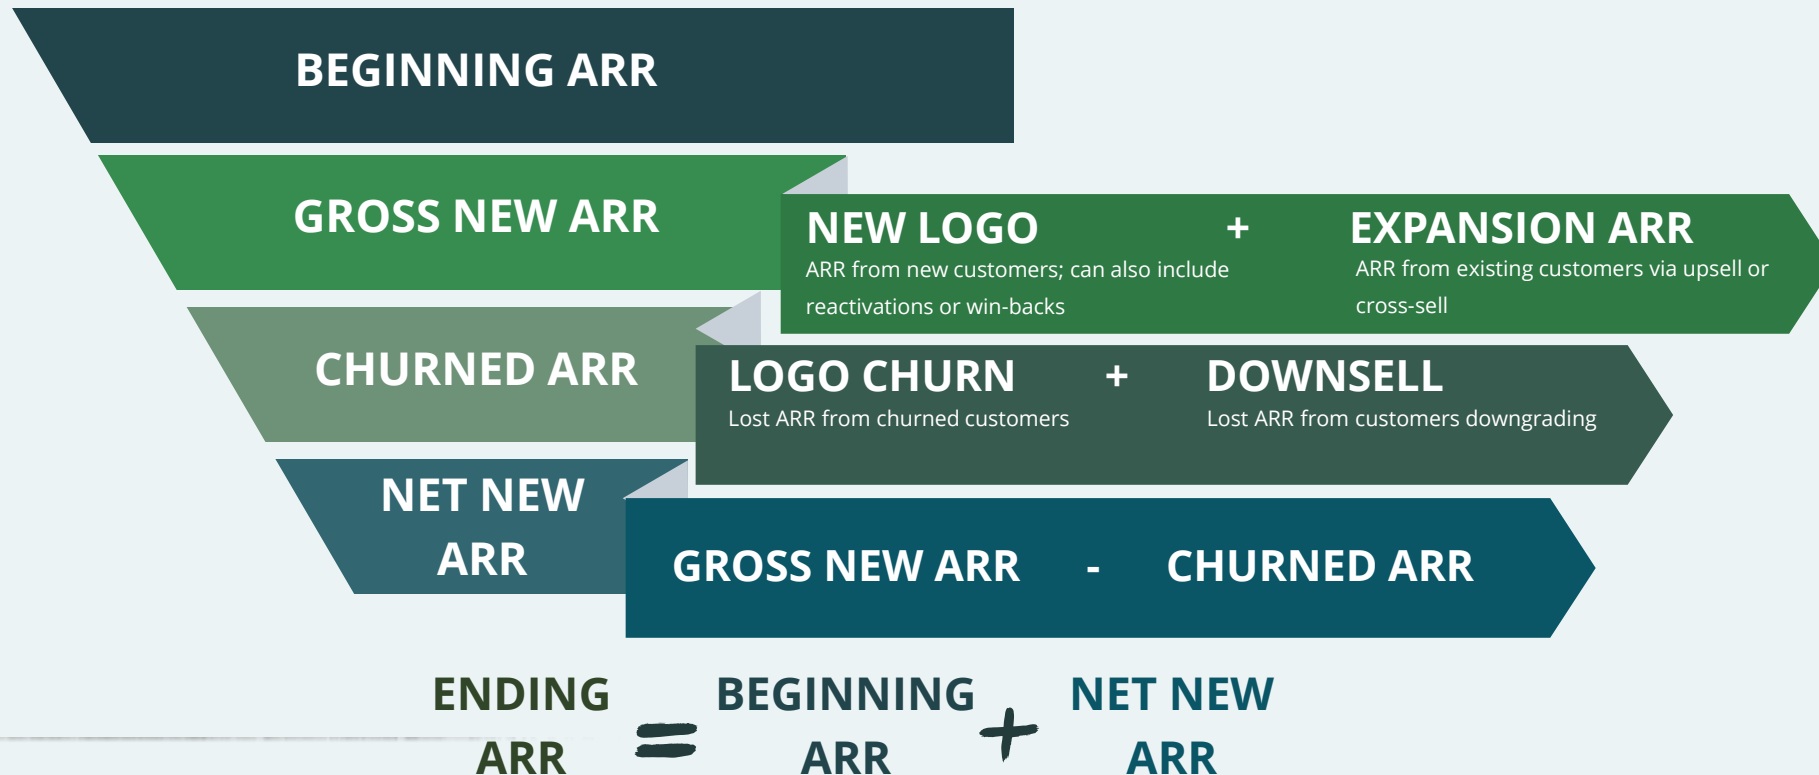 BEGINNING ARR
GROSS NEW ARR
NEW LOGO + EXPANSION ARR
ARR from new customers; can also include
reactivations or win-backs
ARR from existing customers via upsell or
cross-sell
CHURNED ARR
LOGO CHURN + DOWNSELL
Lost ARR from churned customers
Lost ARR from customers downgrading
NET NEW
ARR
GROSS NEW ARR - CHURNED ARR
ENDING
ARR
=
BEGINNING
ARR
+
NET NEW
ARR